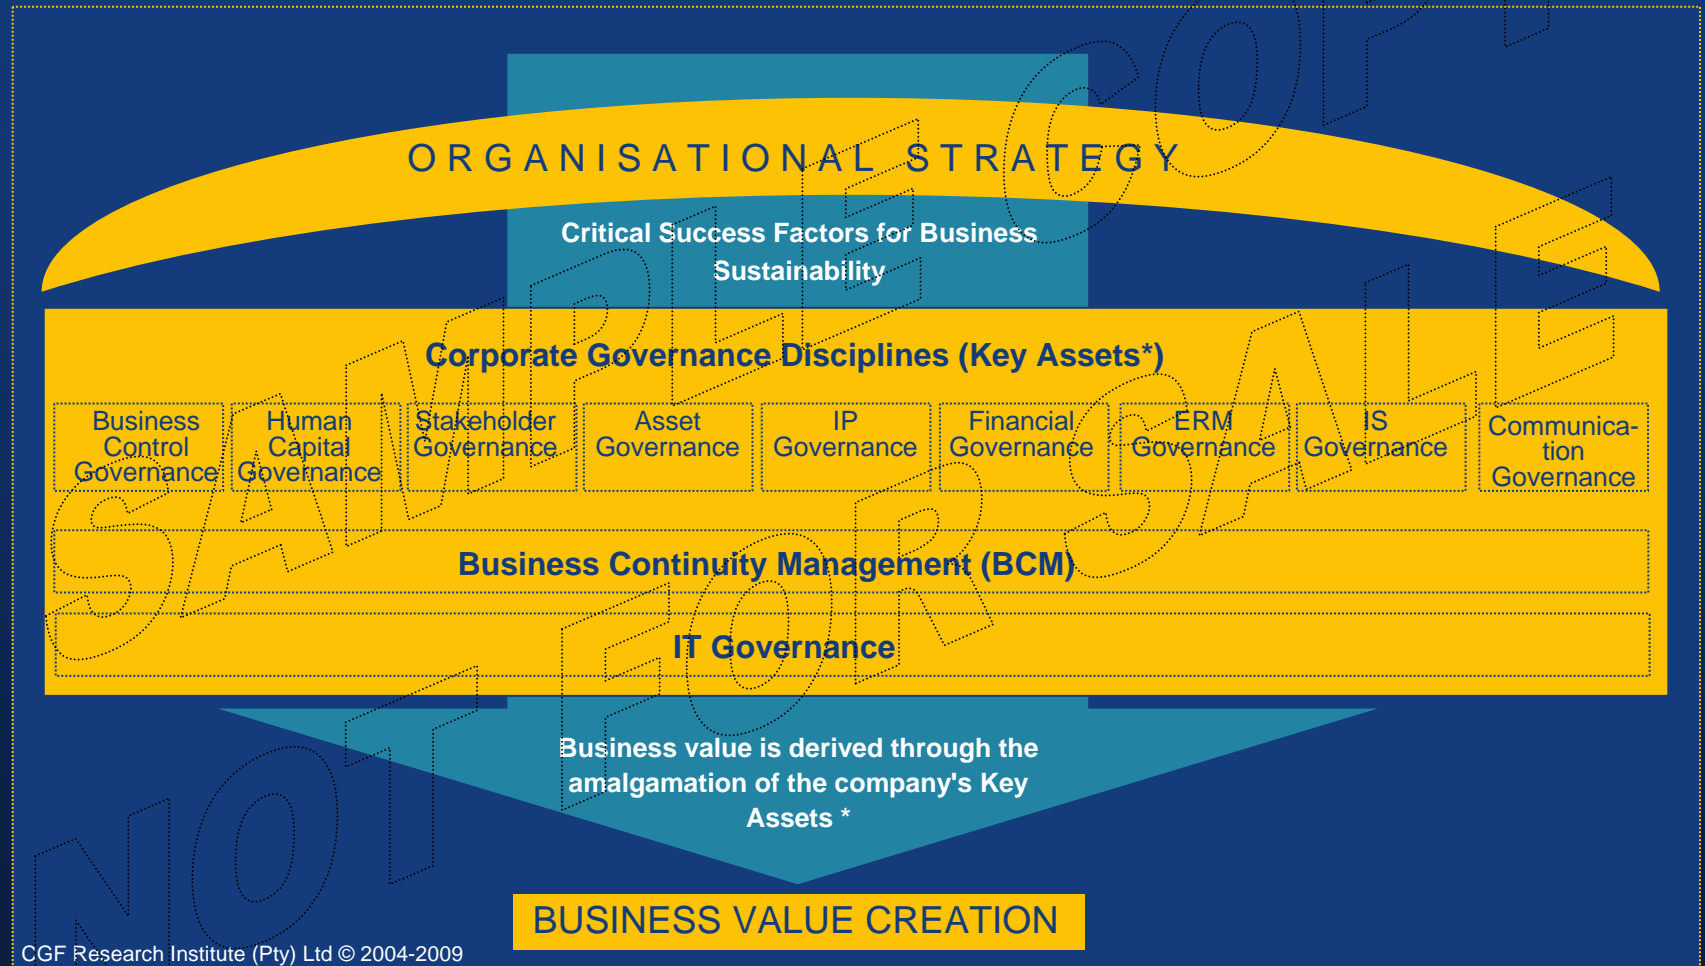 ORGANISATIONAL STRATEGY
Critical Success Factors for Business
Sustainability
Corporate Governance Disciplines (Key Assets*)
Business
Control
Governance
Human
Capital
Governance
Stakeholder
Governance
Asset
Governance
IP
Governance
Financial
Governance
ERM
Governance
IS
Governance
Communica-
tion
Governance
Business Continuity Management (BCM)
IT Governance
Business value is derived through the
amalgamation of the company's Key
Assets *
BUSINESS VALUE CREATION
CGF Research Institute (Pty) Ltd © 2004-2009
SAMPLE COPY
NOT FOR SALE